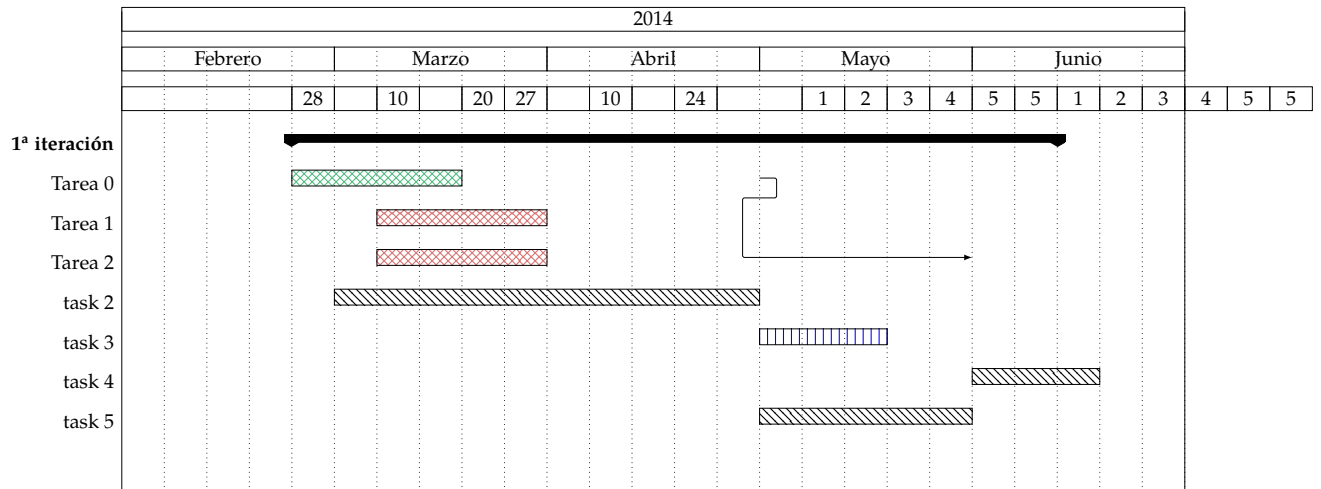 2014
Febrero Marzo Abril Mayo Junio
28 10 20 27 10 24 1 2 3 4 5 5 1 2 3 4 5 5
1ª iteración
Tarea 0
Tarea 1
Tarea 2
task 2
task 3
task 4
task 5